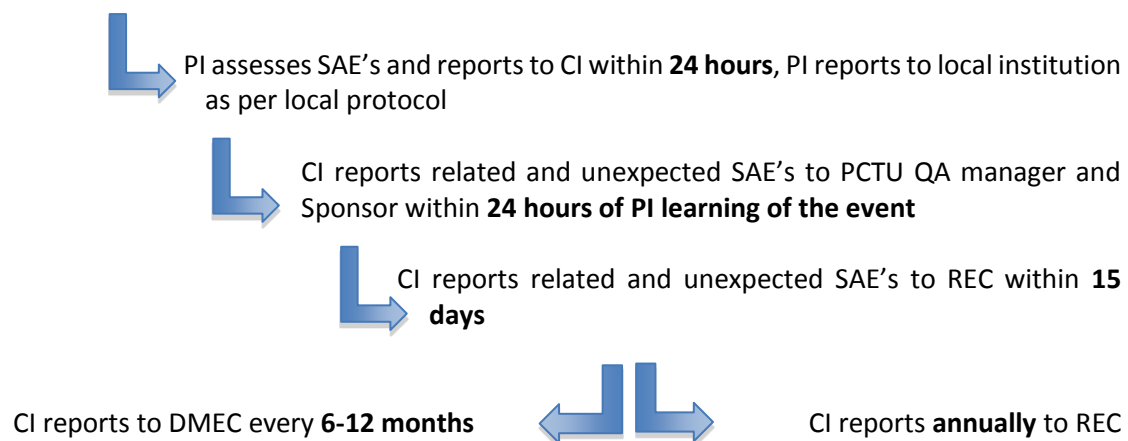 PI assesses SAE’s and reports to CI within 24 hours, PI reports to local institution
as per local protocol
CI reports related and unexpected SAE’s to PCTU QA manager and
Sponsor within 24 hours of PI learning of the event
CI reports related and unexpected SAE’s to REC within 15
days
CI reports to DMEC every 6-12 months
CI reports annually to REC